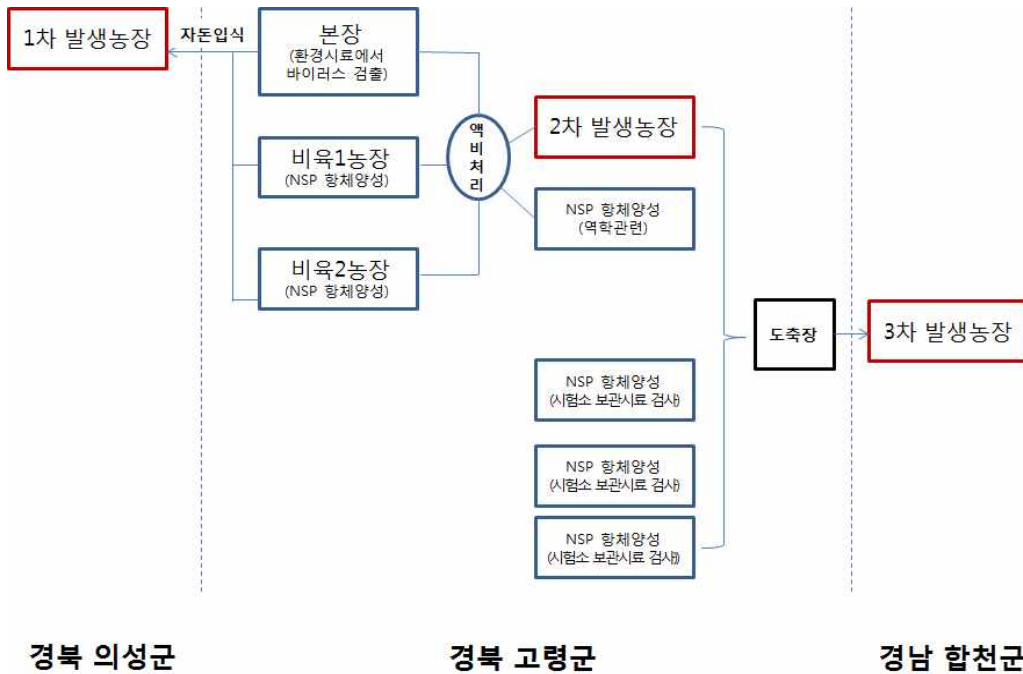 1차 발생농장
자돈입식
본장
(환경시료에서
바이러스 검출)
비육1농장
(NSP 항체양성)
비육2농장
(NSP 항체양성)
액
비
처
리
2차 발생농장
NSP 항체양성
(역학관련)
NSP 항체양성
(시험소 보관시료 검사)
NSP 항체양성
(시험소 보관시료 검사)
NSP 항체양성
(시험소 보관시료 검사)
도축장
3차 발생농장
경북 의성군
경북 고령군
경남 합천군